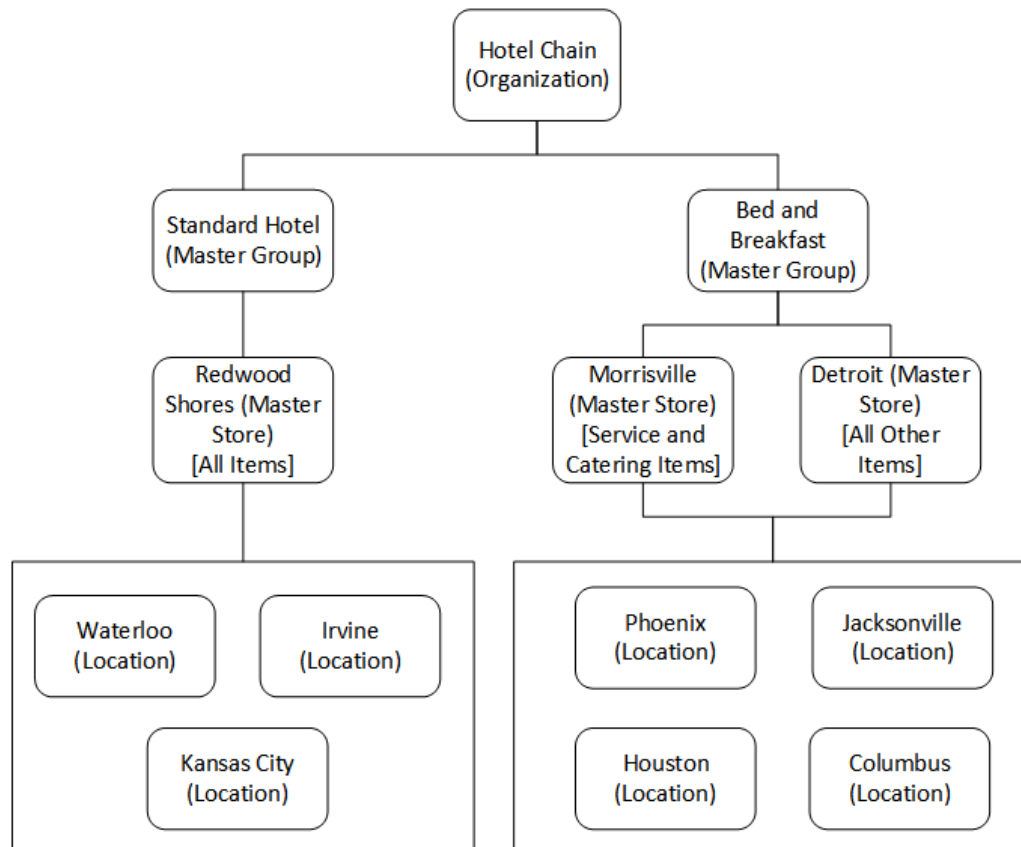 Hotel Chain
(Organization)
Standard Hotel
(Master Group)
Bed and
Breakfast
(Master Group)
Redwood
Shores (Master
Store)
[All Items]
Morrisville
(Master Store)
[Service and
Catering Items]
Detroit (Master
Store)
[All Other
Items]
Waterloo
(Location)
Irvine
(Location)
Kansas City
(Location)
Phoenix
(Location)
Jacksonville
(Location)
Houston
(Location)
Columbus
(Location)